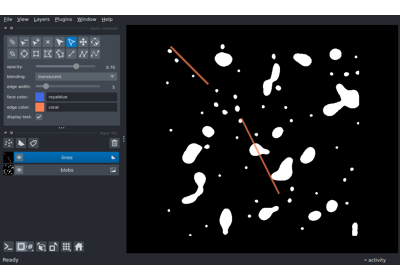 File View Plugins Window Help
opacity: 0.70
blending: translucent
edge width: 5
face color: royalblue
edge color: coral
display text: ✓
lines
blobs
Ready
activity